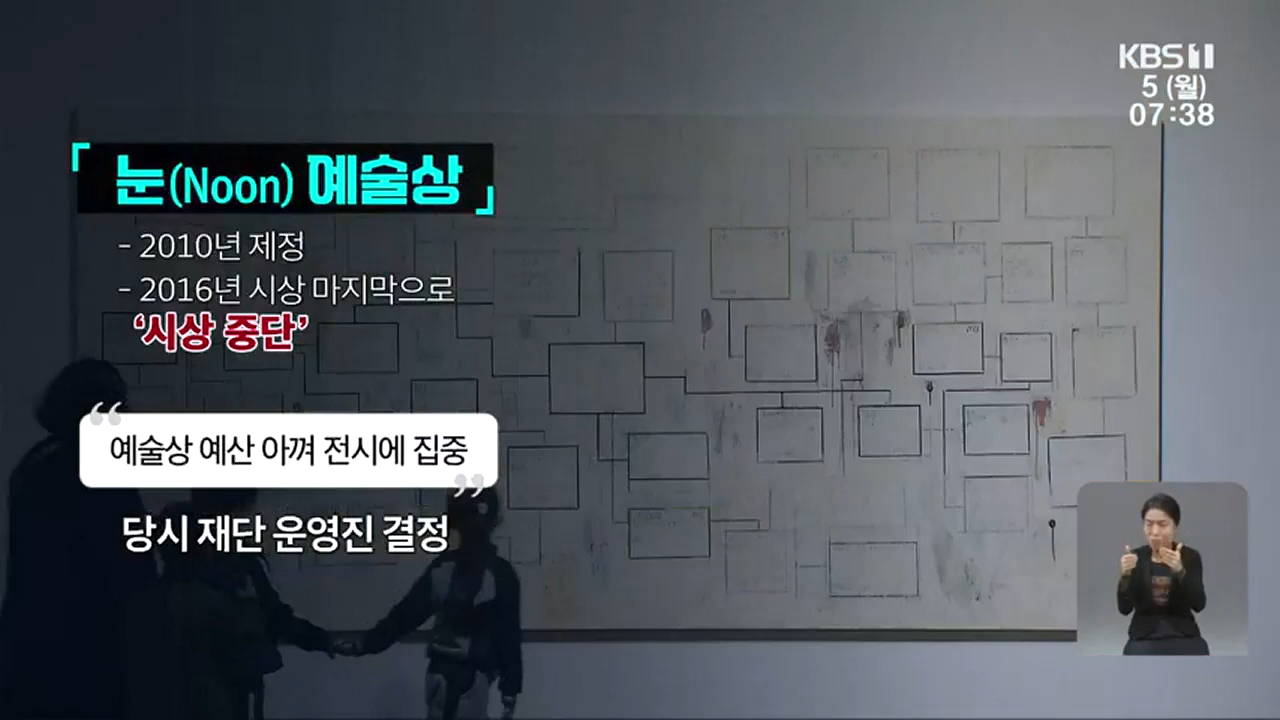 KBS 1
5 (월)
07:38
「눈(Noon) 예술상」
- 2010년 제정
- 2016년 시상 마지막으로
‘시상 중단’
“예술상 예산 아껴 전시에 집중”
당시 재단 운영진 결정